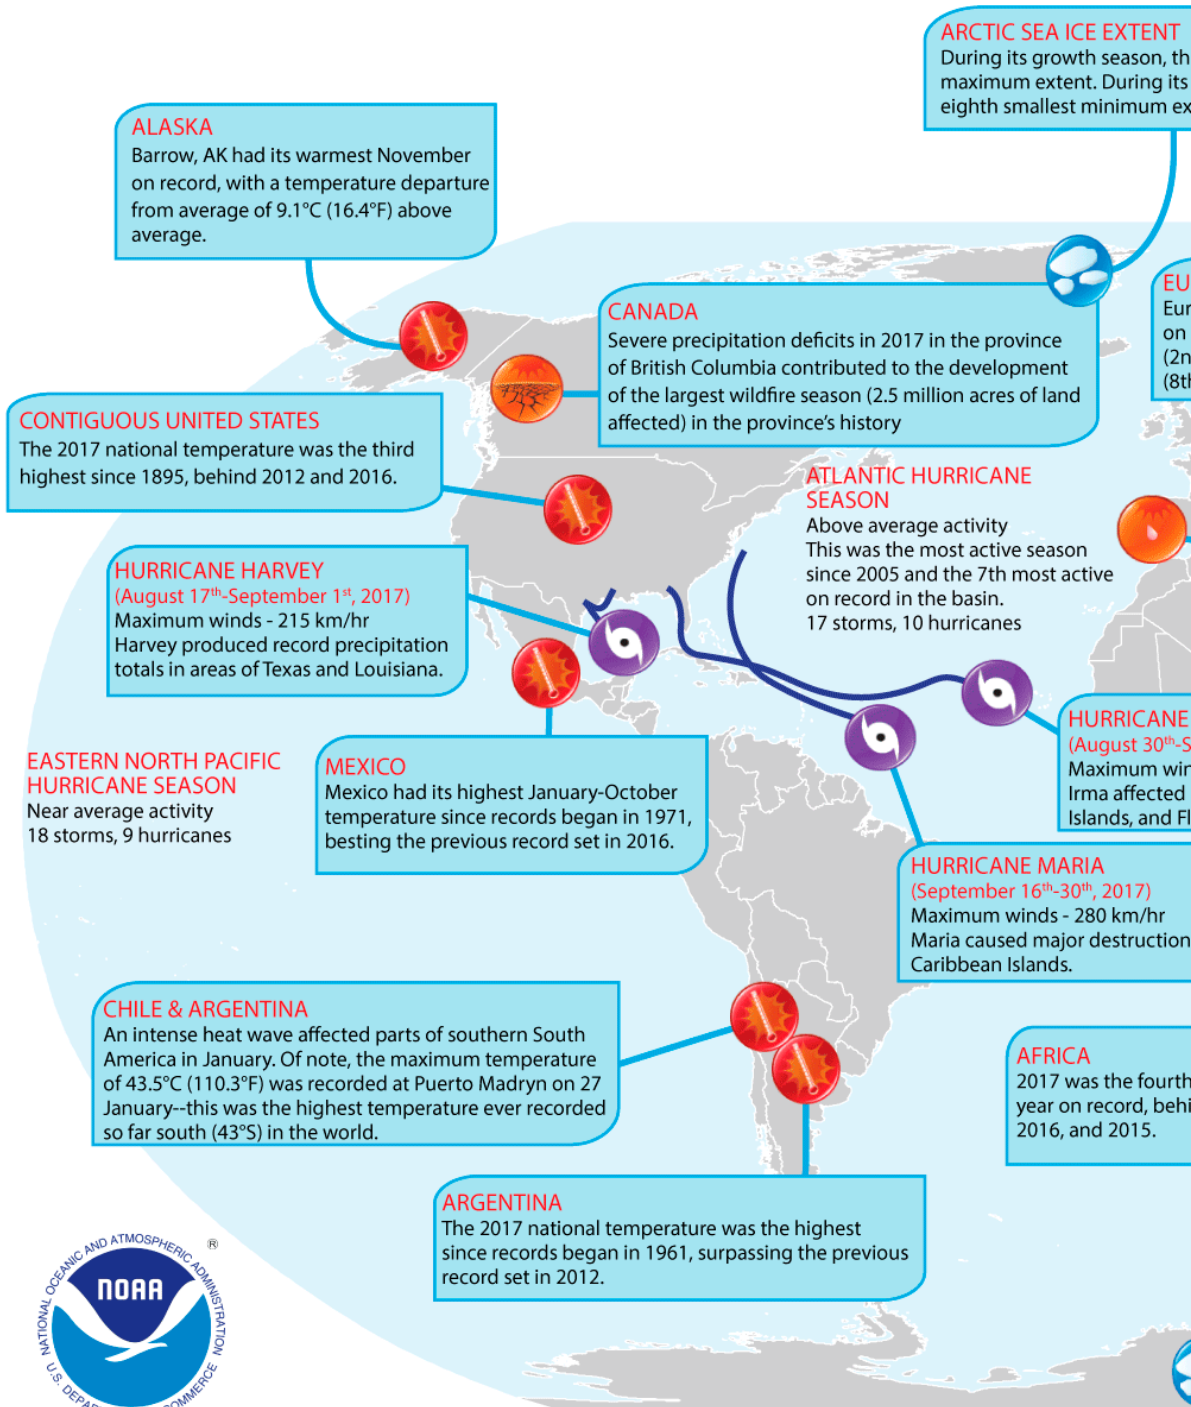 ARCTIC SEA ICE EXTENT
During its growth season, th
maximum extent. During its
eighth smallest minimum ex
ALASKA
Barrow, AK had its warmest November
on record, with a temperature departure
from average of 9.1°C (16.4°F) above
average.
CANADA
Severe precipitation deficits in 2017 in the province
of British Columbia contributed to the development
of the largest wildfire season (2.5 million acres of land
affected) in the province's history
EU
Eur
on
(2n
(8th
CONTIGUOUS UNITED STATES
The 2017 national temperature was the third
highest since 1895, behind 2012 and 2016.
ATLANTIC HURRICANE
SEASON
Above average activity
This was the most active season
since 2005 and the 7th most active
on record in the basin.
17 storms, 10 hurricanes
HURRICANE HARVEY
(August 17th-September 1st, 2017)
Maximum winds - 215 km/hr
Harvey produced record precipitation
totals in areas of Texas and Louisiana.
HURRICANE
(August 30th-S
Maximum win
Irma affected
Islands, and Fl
EASTERN NORTH PACIFIC
HURRICANE SEASON
Near average activity
18 storms, 9 hurricanes
MEXICO
Mexico had its highest January-October
temperature since records began in 1971,
besting the previous record set in 2016.
HURRICANE MARIA
(September 16th-30th, 2017)
Maximum winds - 280 km/hr
Maria caused major destruction
Caribbean Islands.
CHILE & ARGENTINA
An intense heat wave affected parts of southern South
America in January. Of note, the maximum temperature
of 43.5°C (110.3°F) was recorded at Puerto Madryn on 27
January--this was the highest temperature ever recorded
so far south (43°S) in the world.
AFRICA
2017 was the fourth
year on record, behi
2016, and 2015.
ARGENTINA
The 2017 national temperature was the highest
since records began in 1961, surpassing the previous
record set in 2012.
NATIONAL OCEANIC AND ATMOSPHERIC ADMINISTRATION
®
NOAA
U.S. DEPAR
OMMERCE